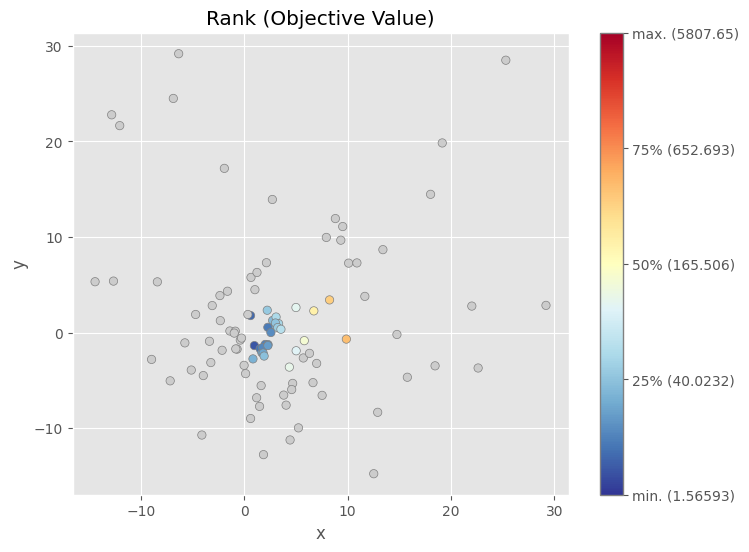 Rank (Objective Value)
max. (5807.65)
75% (652.693)
50% (165.506)
25% (40.0232)
min. (1.56593)
30
20
10
0
−10
y
−10 0 10 20 30
x